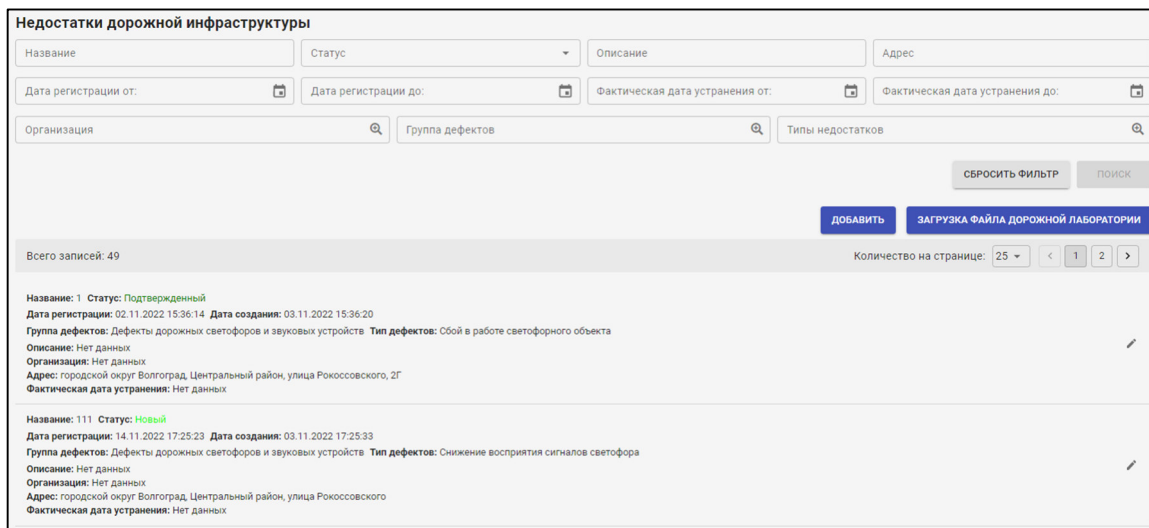 Недостатки дорожной инфраструктуры
Название Статус Описание Адрес
Дата регистрации от: Дата регистрации до: Фактическая дата устранения от: Фактическая дата устранения до:
Организация Группа дефектов Типы недостатков
СБРОСИТЬ ФИЛЬТР ПОИСК
ДОБАВИТЬ ЗАГРУЗКА ФАЙЛА ДОРОЖНОЙ ЛАБОРАТОРИИ
Всего записей: 49 Количество на странице: 25 < 1 2 >
Название: 1 Статус: Подтвержденный
Дата регистрации: 02.11.2022 15:36:14 Дата создания: 03.11.2022 15:36:20
Группа дефектов: Дефекты дорожных светофоров и звуковых устройств Тип дефектов: Сбой в работе светофорного объекта
Описание: Нет данных
Организация: Нет данных
Адрес: городской округ Волгоград, Центральный район, улица Рокоссовского, 2Г
Фактическая дата устранения: Нет данных
Название: 111 Статус: Новый
Дата регистрации: 14.11.2022 17:25:23 Дата создания: 03.11.2022 17:25:33
Группа дефектов: Дефекты дорожных светофоров и звуковых устройств Тип дефектов: Снижение восприятия сигналов светофора
Описание: Нет данных
Организация: Нет данных
Адрес: городской округ Волгоград, Центральный район, улица Рокоссовского
Фактическая дата устранения: Нет данных